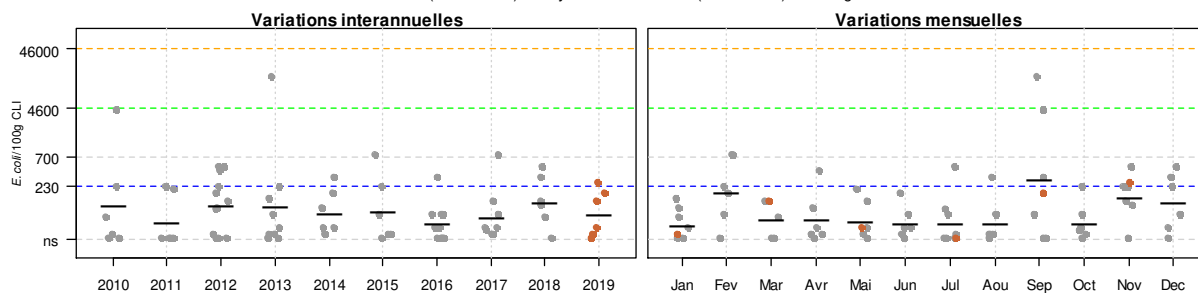 Variations interannuelles
Variations mensuelles
E.coli/100g CLI
46000
4600
700
230
ns
2010 2011 2012 2013 2014 2015 2016 2017 2018 2019
Jan Fev Mar Avr Mai Jun Jul Aou Sep Oct Nov Dec